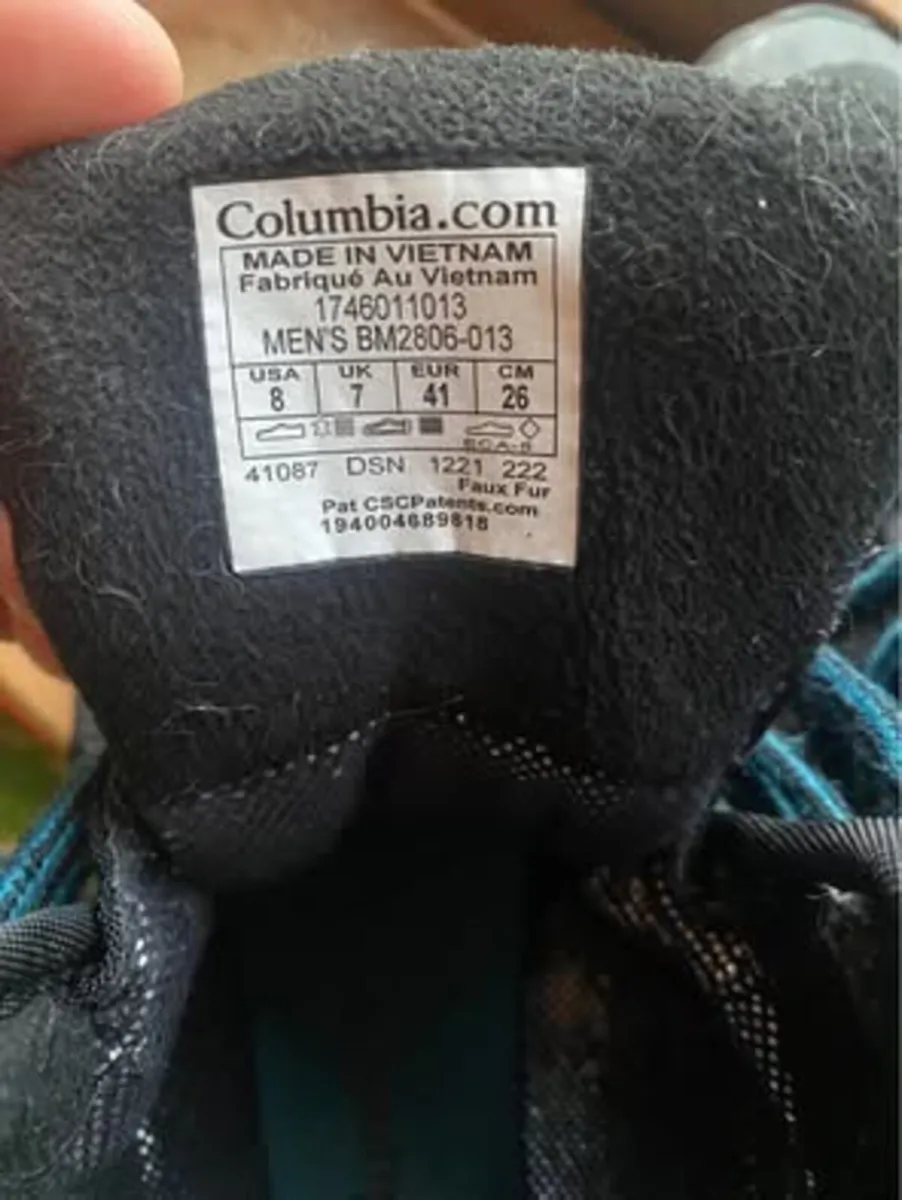 Columbia.com
MADE IN VIETNAM
Fabriqué Au Vietnam
1746011013
MEN'S BM2806-013
USA UK EUR CM
8 7 41 26
41087 DSN 1221 222
Faux Fur
Pat CSCPatents.com
194004689818